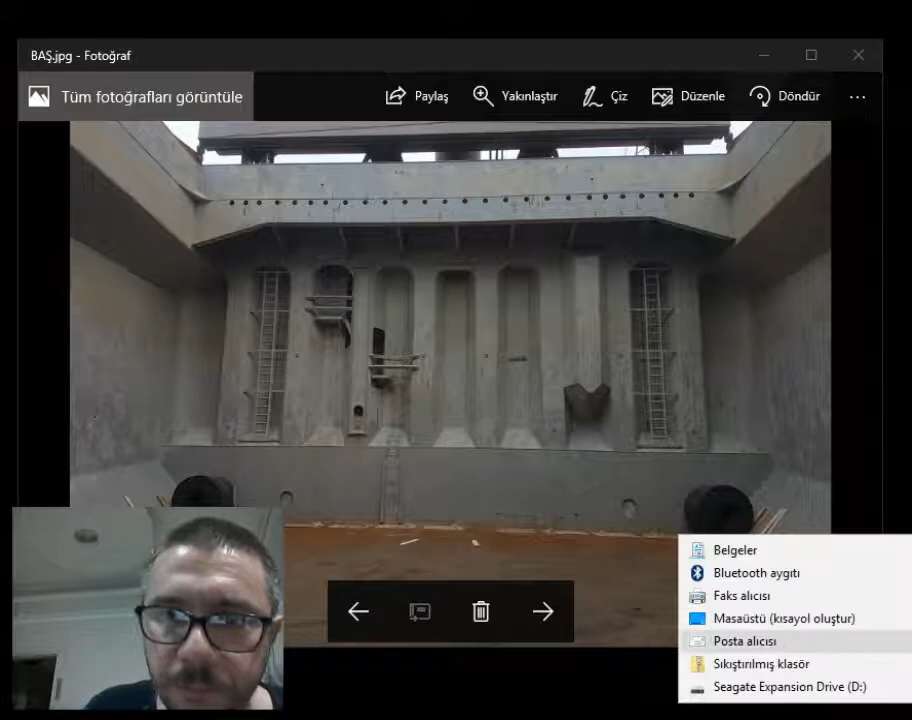 BAŞ.jpg - Fotoğraf
Tüm fotoğrafları görüntüle
Paylaş
Yakınlaştır
Çiz
Düzenle
Döndür
Belgeler
Bluetooth aygıtı
Faks alıcısı
Masaüstü (kısayol oluştur)
Posta alıcısı
Sıkıştırılmış klasör
Seagate Expansion Drive (D:)